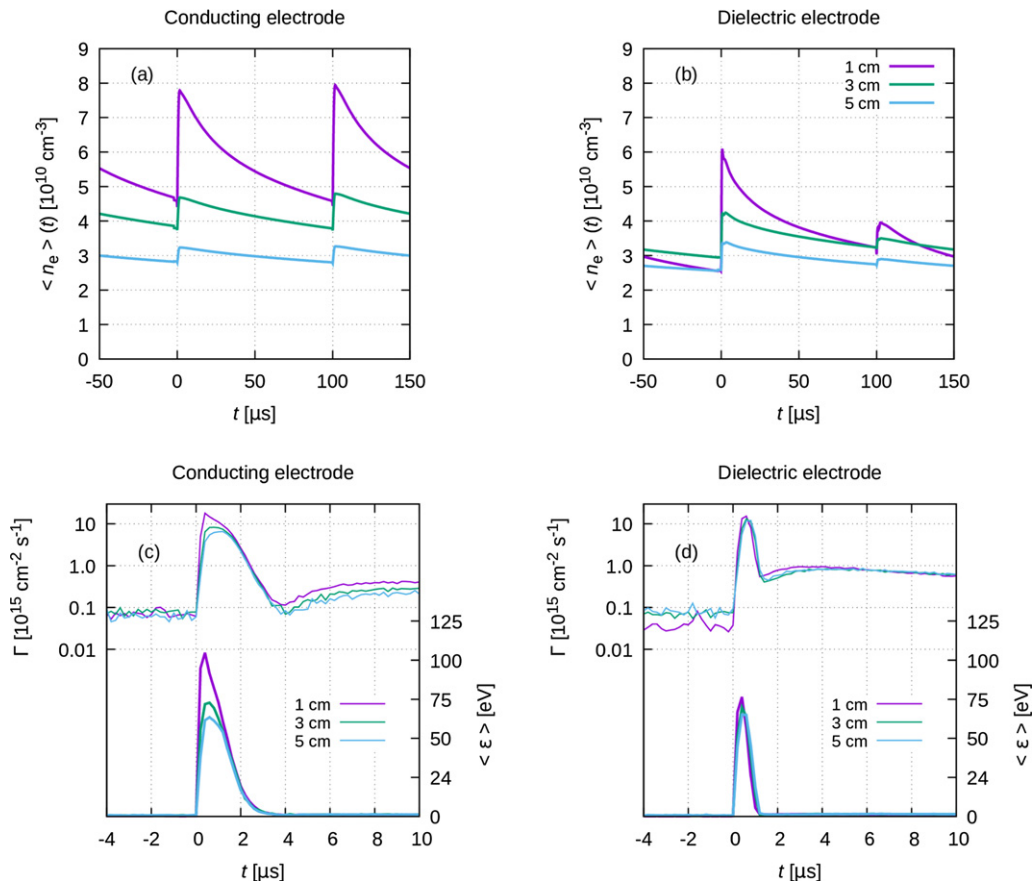 Conducting electrode
(a)
< nₑ > (t) [10¹⁰ cm⁻³]
9
8
7
6
5
4
3
2
1
0
-50 0 50 100 150
t [µs]
Dielectric electrode
(b)
1 cm
3 cm
5 cm
< nₑ > (t) [10¹⁰ cm⁻³]
9
8
7
6
5
4
3
2
1
0
-50 0 50 100 150
t [µs]
Conducting electrode
(c)
Γ [10¹⁵ cm⁻² s⁻¹]
10
1.0
0.1
0.01
125
100
75
50
24
0
< ε > [eV]
1 cm
3 cm
5 cm
-4 -2 0 2 4 6 8 10
t [µs]
Dielectric electrode
(d)
Γ [10¹⁵ cm⁻² s⁻¹]
10
1.0
0.1
0.01
125
100
75
50
24
0
< ε > [eV]
1 cm
3 cm
5 cm
-4 -2 0 2 4 6 8 10
t [µs]